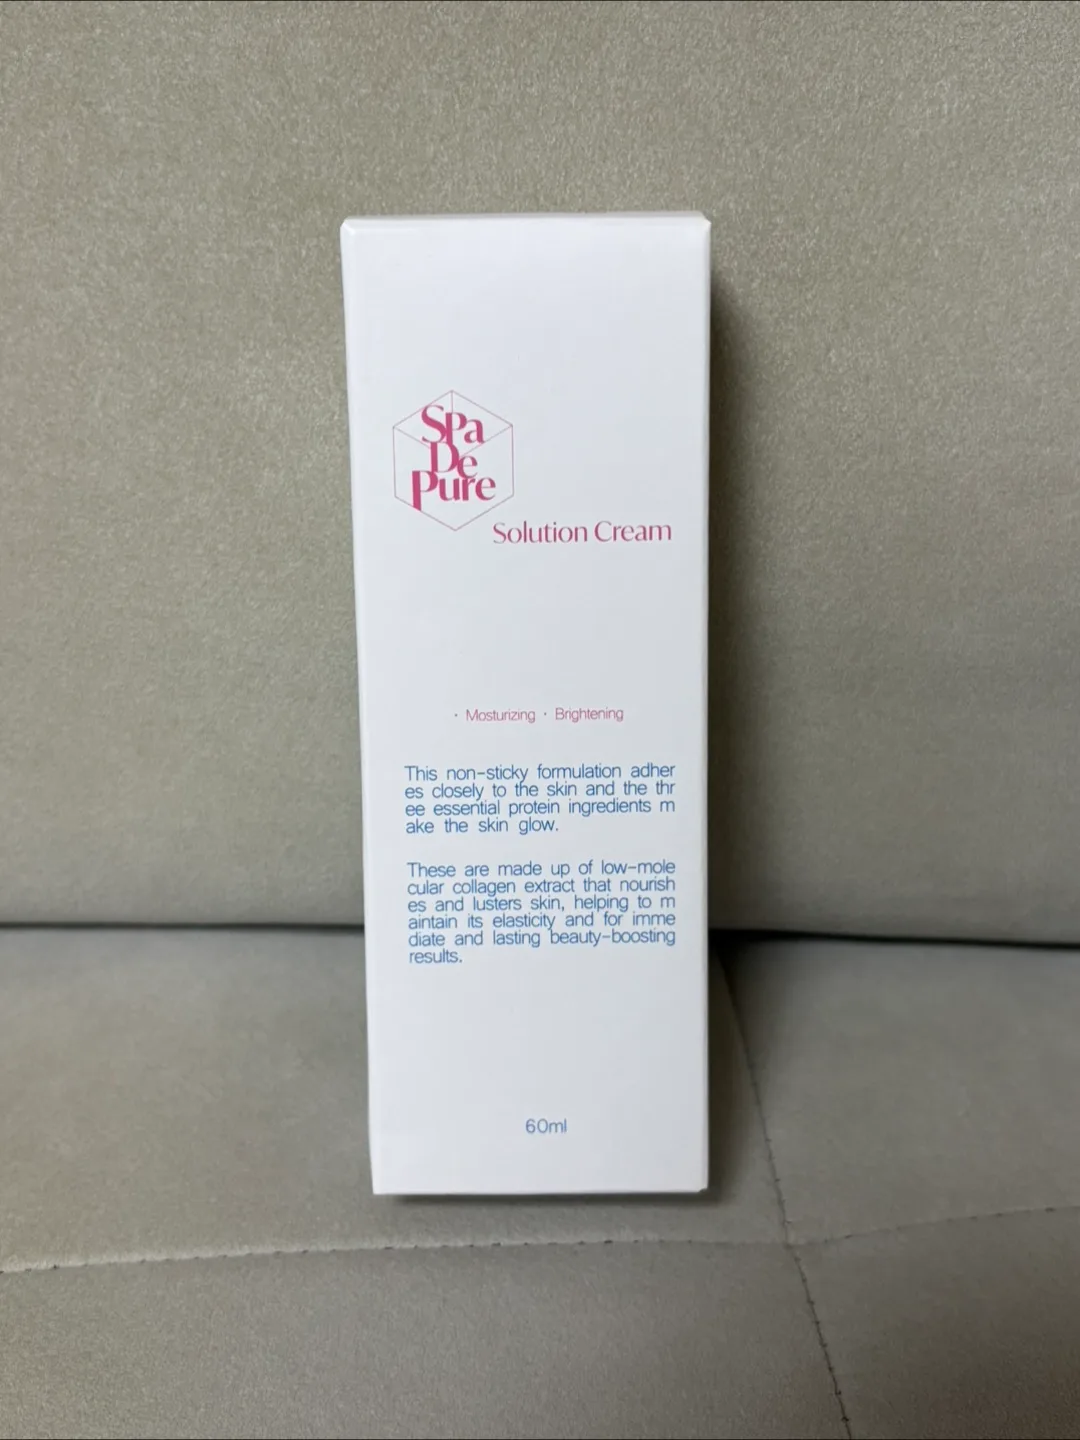 Spa
De
Pure
Solution Cream
· Mosturizing · Brightening
This non-sticky formulation adher
es closely to the skin and the thr
ee essential protein ingredients m
ake the skin glow.
These are made up of low-mole
cular collagen extract that nourish
es and lusters skin, helping to m
aintain its elasticity and for imme
diate and lasting beauty-boosting
results.
60ml